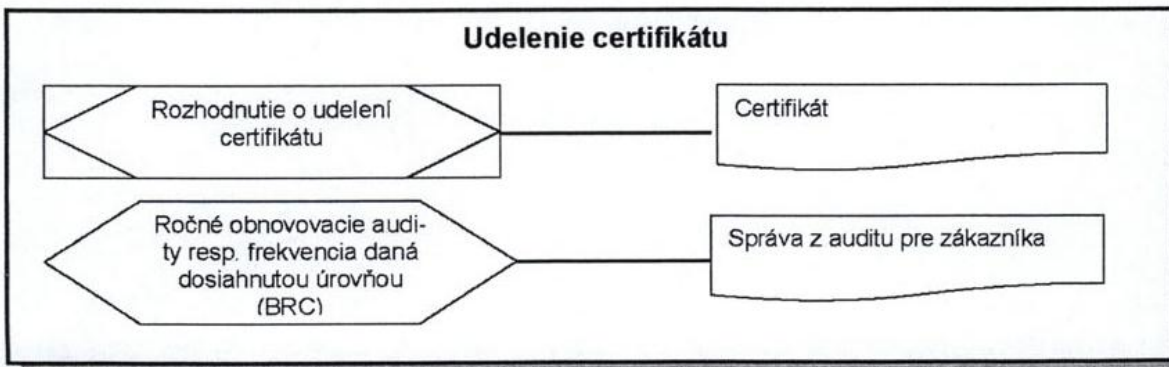 Udelenie certifikátu
Rozhodnutie o udelení
certifikátu
Certifikát
Ročné obnovovacie audi-
ty resp. frekvencia daná
dosiahnutou úrovňou
(BRC)
Správa z auditu pre zákazníka